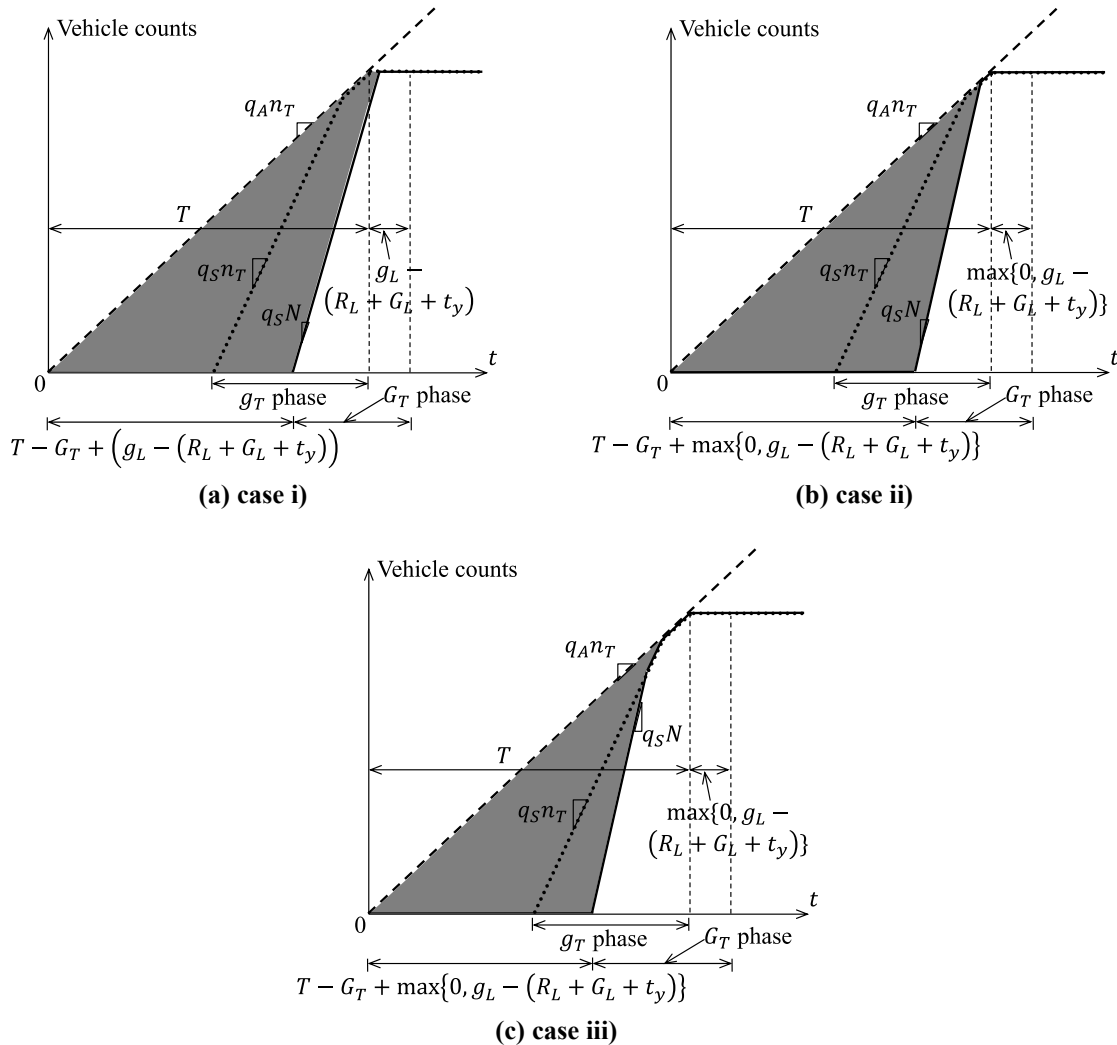 Vehicle counts
q_A n_T
T
g_L −
(R_L + G_L + t_y)
q_S n_T
q_S N
t
0
g_T phase
G_T phase
T − G_T + (g_L − (R_L + G_L + t_y))
(a) case i)
Vehicle counts
q_A n_T
T
max{0, g_L −
(R_L + G_L + t_y)}
q_S n_T
q_S N
t
0
g_T phase
G_T phase
T − G_T + max{0, g_L − (R_L + G_L + t_y)}
(b) case ii)
Vehicle counts
q_A n_T
q_S N
T
max{0, g_L −
(R_L + G_L + t_y)}
q_S n_T
t
0
g_T phase
G_T phase
T − G_T + max{0, g_L − (R_L + G_L + t_y)}
(c) case iii)